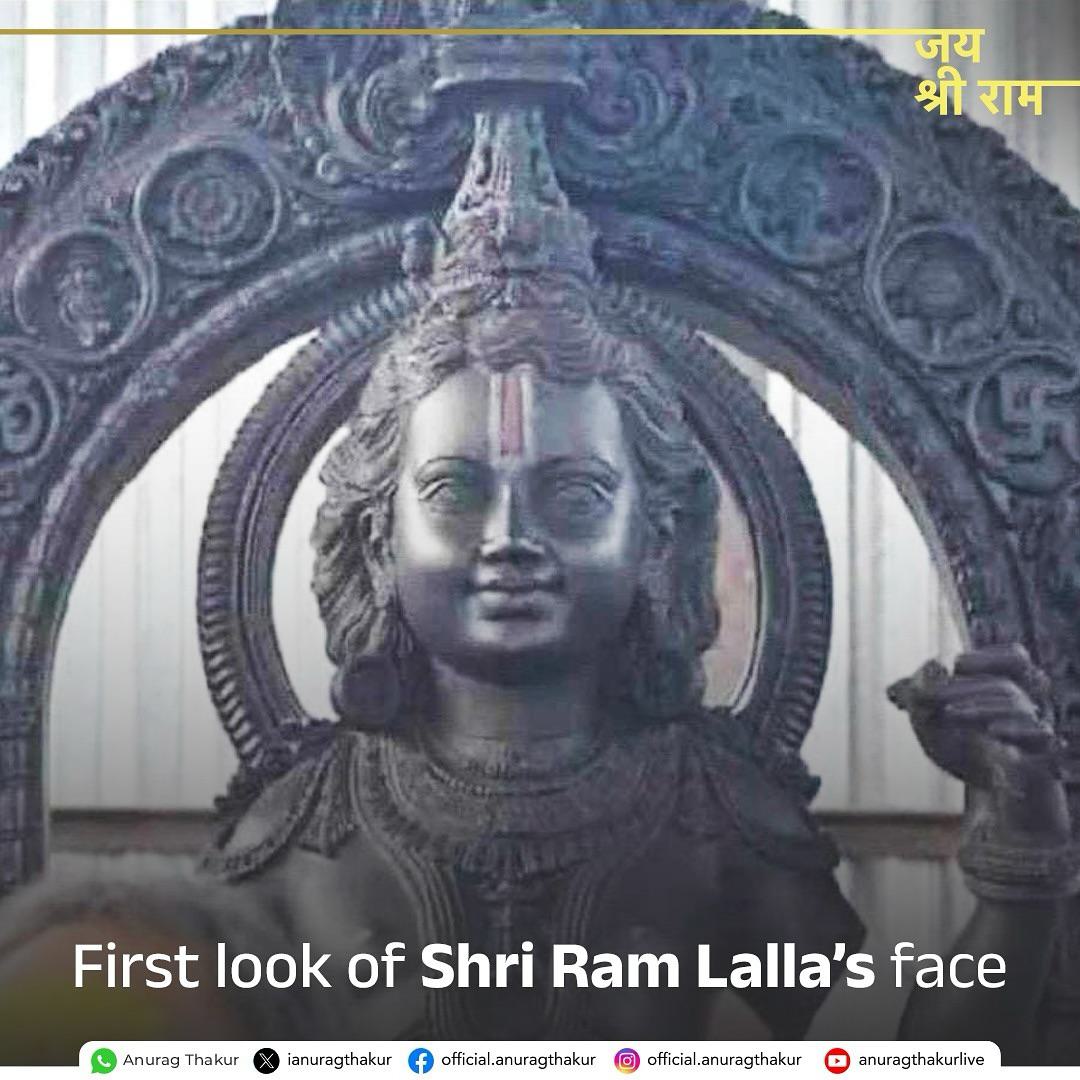 जय
श्री राम
First look of Shri Ram Lalla's face
Anurag Thakur ianuragthakur official.anuragthakur official.anuragthakur anuragthakurlive